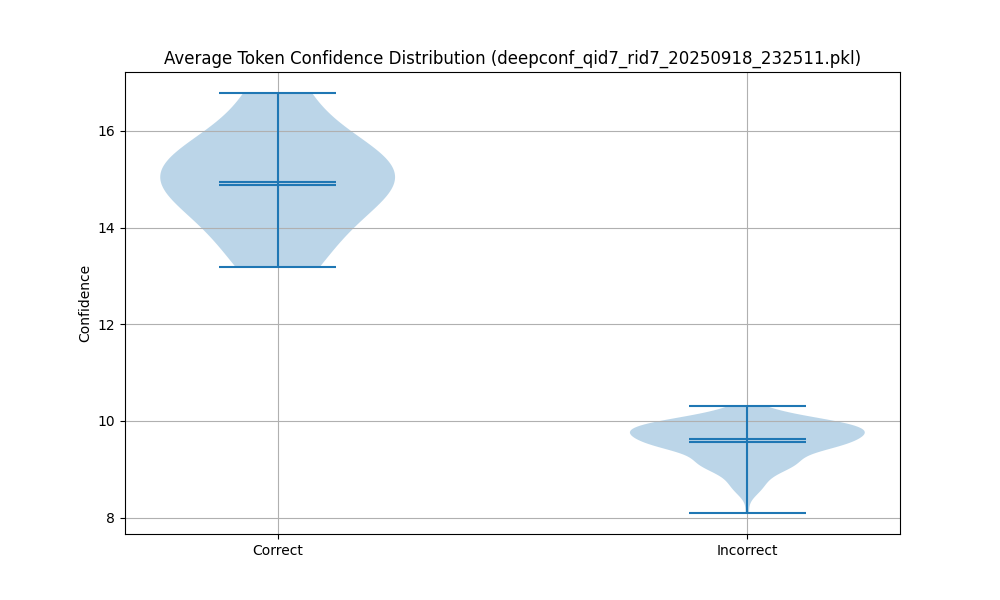 Average Token Confidence Distribution (deepconf_qid7_rid7_20250918_232511.pkl)
Confidence
16
14
12
10
8
Correct
Incorrect